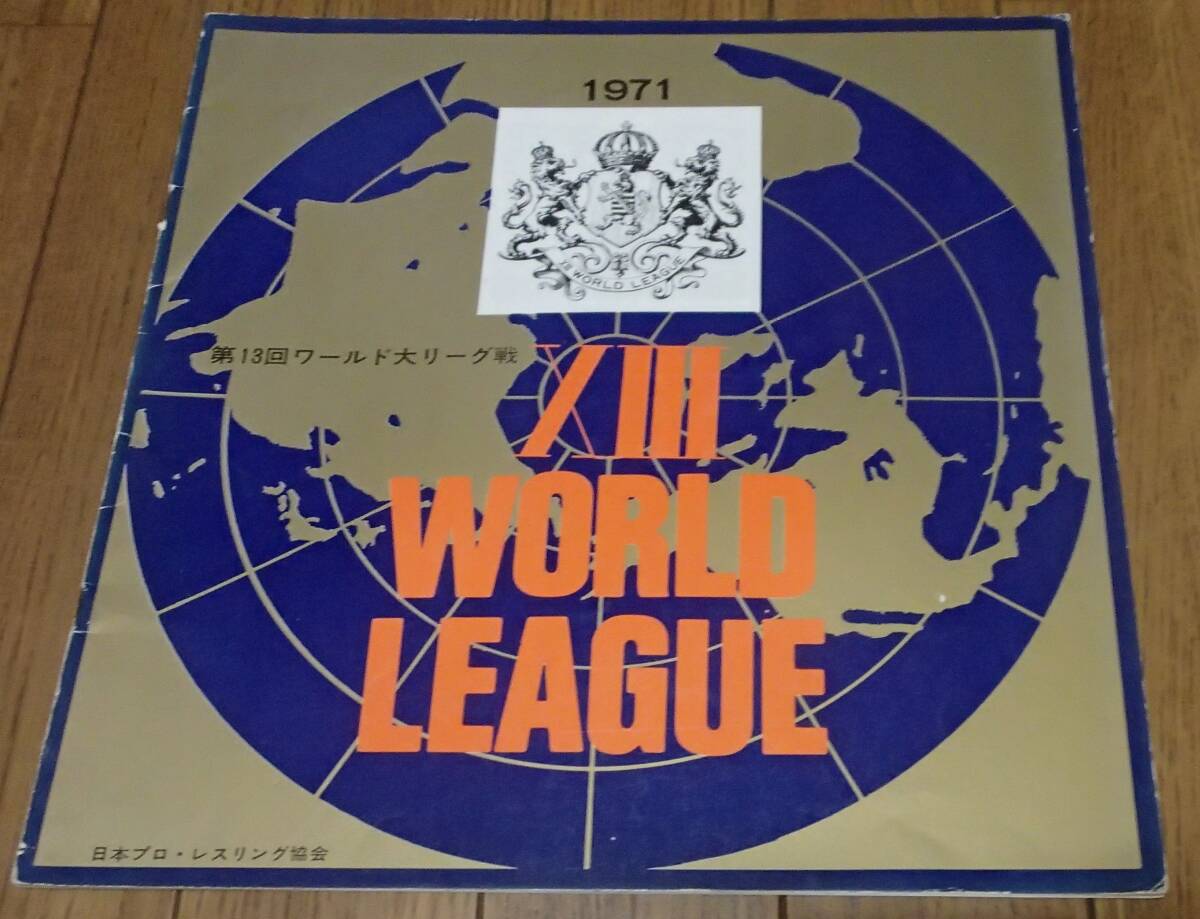 1971
13 WORLD LEAGUE
第13回ワールド大リーグ戦
XIII
WORLD
LEAGUE
日本プロ・レスリング協会